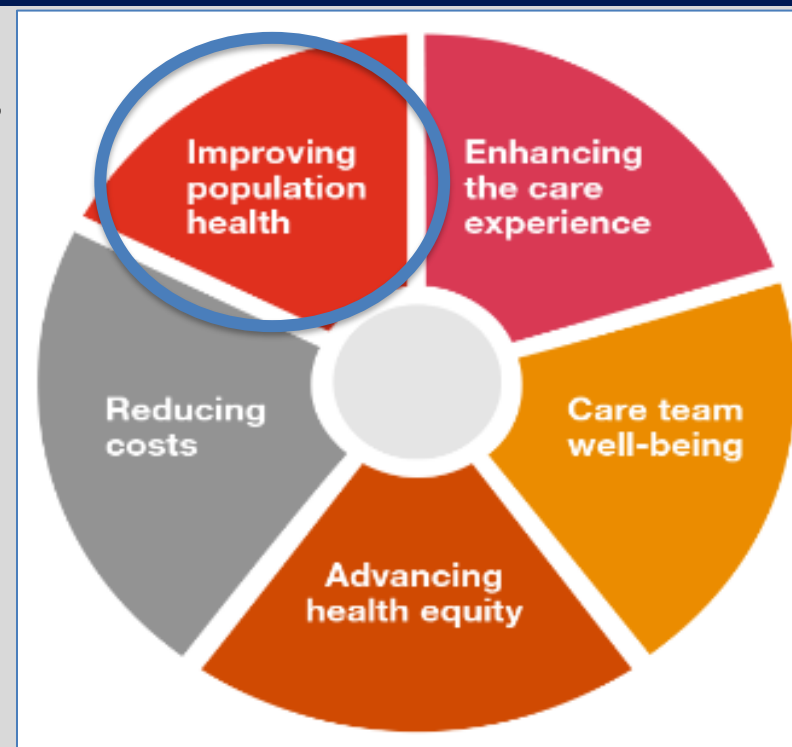 Improving
population
health
Enhancing
the care
experience
Reducing
costs
Care team
well-being
Advancing
health equity